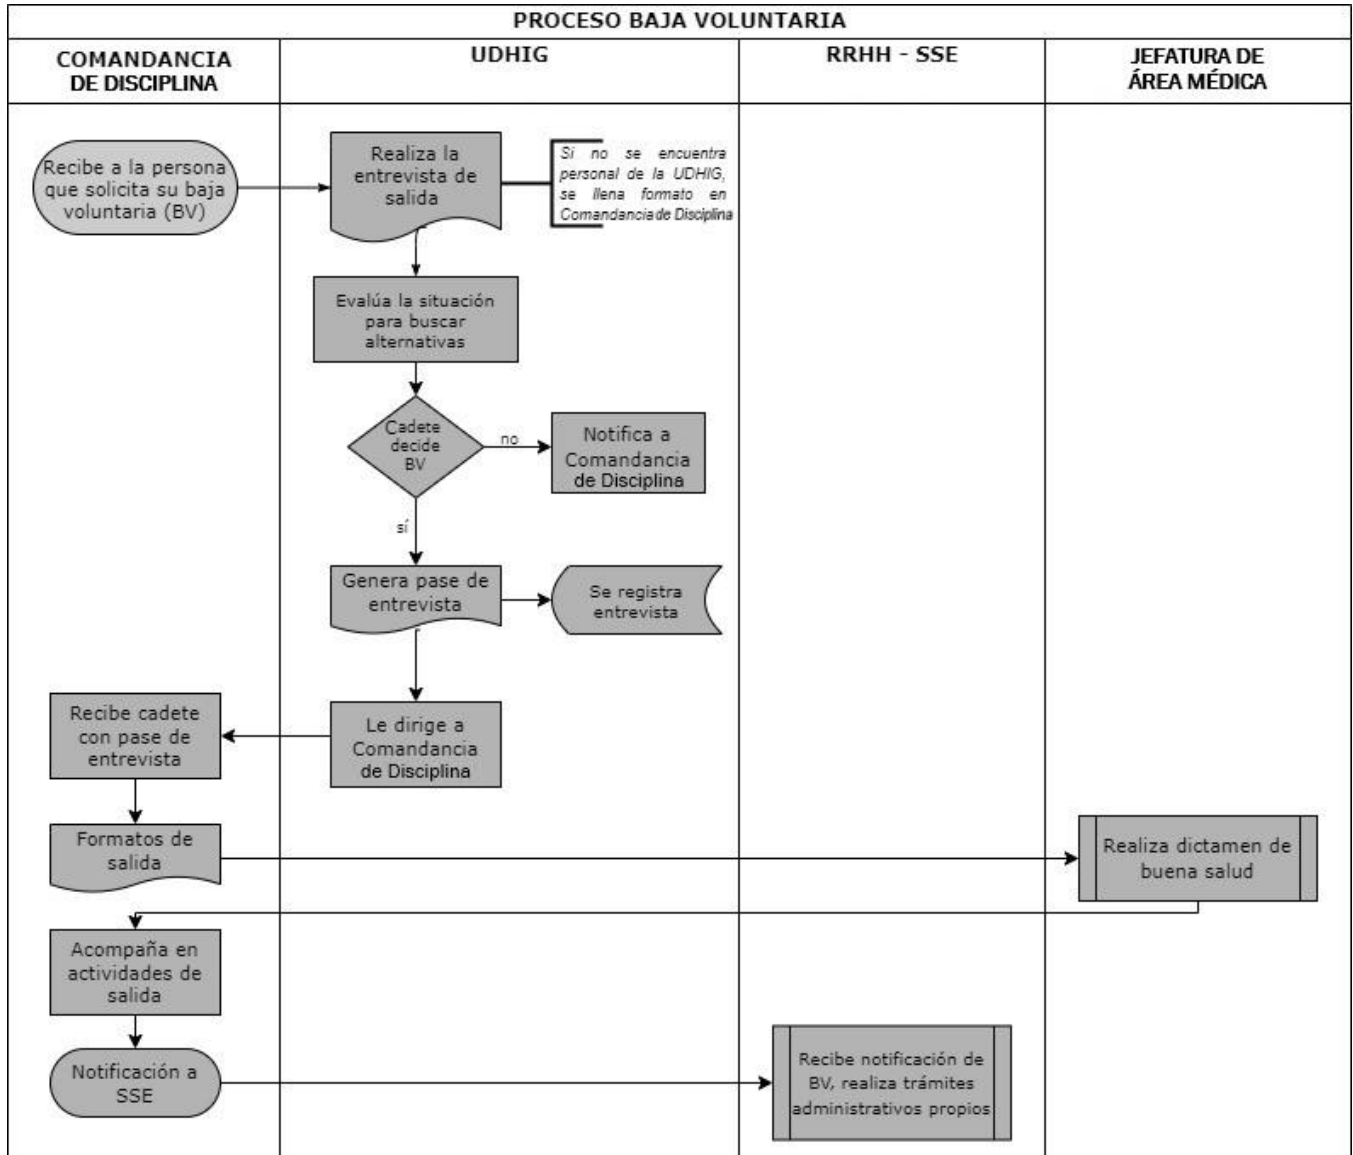 PROCESO BAJA VOLUNTARIA
COMANDANCIA
DE DISCIPLINA
UDHIG
RRHH - SSE
JEFATURA DE
ÁREA MÉDICA
Recibe a la persona
que solicita su baja
voluntaria (BV)
Realiza la
entrevista de
salida
Si no se encuentra
personal de la UDHIG,
se llena formato en
Comandancia de Disciplina
Evalúa la situación
para buscar
alternativas
Cadete
decide
BV
no
Notifica a
Comandancia
de Disciplina
sí
Genera pase de
entrevista
Se registra
entrevista
Le dirige a
Comandancia
de Disciplina
Recibe cadete
con pase de
entrevista
Formatos de
salida
Realiza dictamen de
buena salud
Acompaña en
actividades de
salida
Notificación a
SSE
Recibe notificación de
BV, realiza trámites
administrativos propios